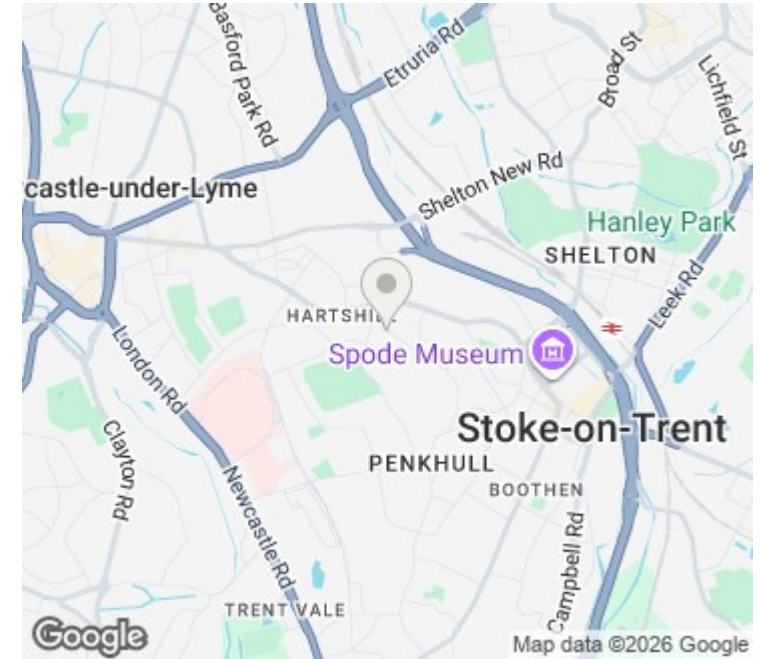 Basford Park Rd
Etruria Rd
Broad St
Lichfield St
castle-under-Lyme
Shelton New Rd
Hanley Park
SHELTON
Leek Rd
HARTSHILL
Spode Museum
London Rd
Stoke-on-Trent
Clayton Rd
PENKHULL
BOOTHEN
Newcastle Rd
Campbell Rd
TRENT VALE
Google
Map data ©2026 Google